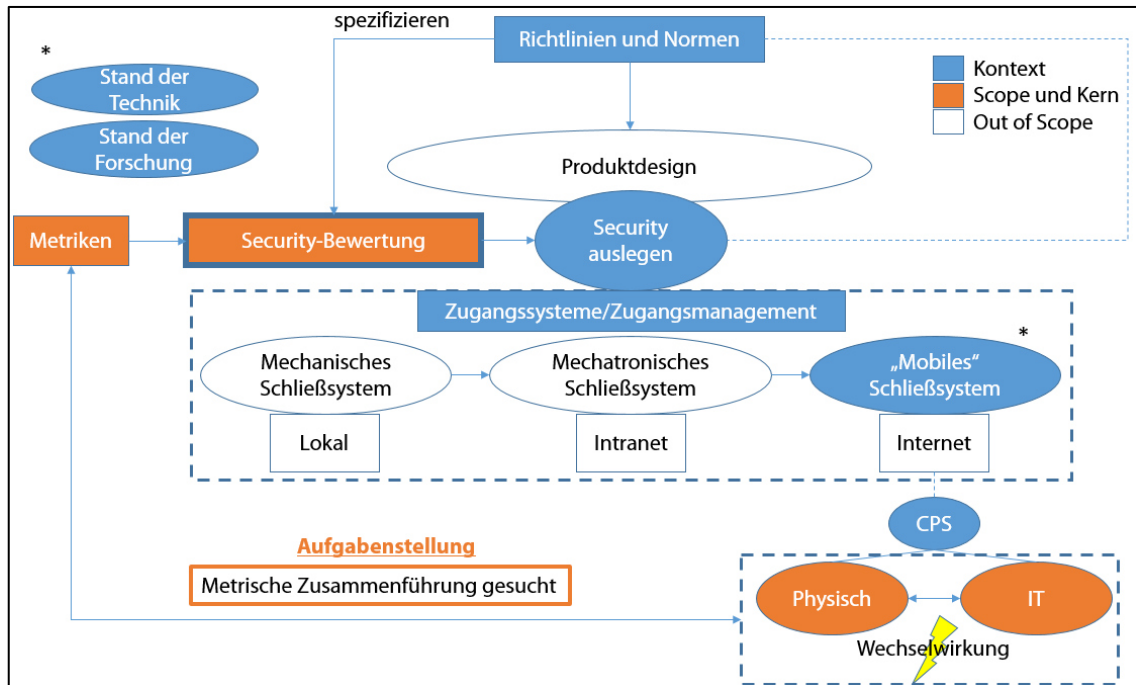 spezifizieren
Richtlinien und Normen
*
Stand der
Technik
Stand der
Forschung
Kontext
Scope und Kern
Out of Scope
Produktdesign
Metriken
Security-Bewertung
Security
auslegen
Zugangssysteme/Zugangsmanagement
*
Mechanisches
Schließsystem
Mechatronisches
Schließsystem
„Mobiles“
Schließsystem
Lokal
Intranet
Internet
CPS
Aufgabenstellung
Metrische Zusammenführung gesucht
Physisch
IT
Wechselwirkung